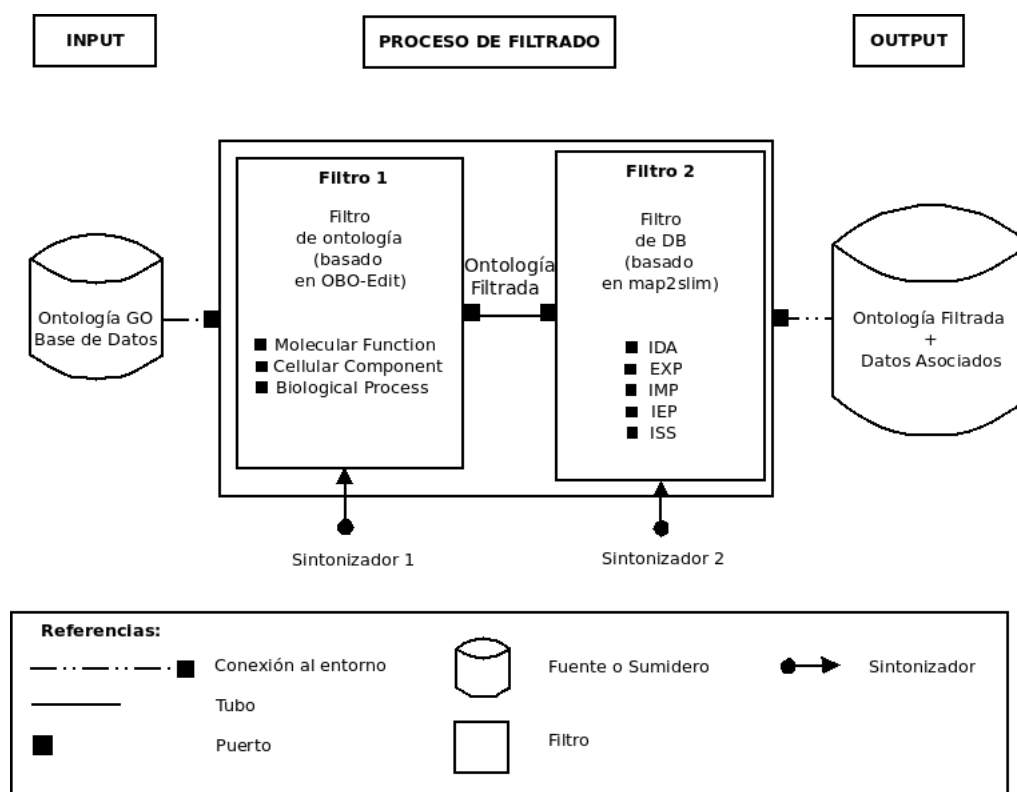 INPUT
PROCESO DE FILTRADO
OUTPUT
Filtro 1
Filtro
de ontología
(basado
en OBO-Edit)
Molecular Function
Cellular Component
Biological Process
Ontología
Filtrada
Filtro 2
Filtro
de DB
(basado
en map2slim)
IDA
EXP
IMP
IEP
ISS
Ontología GO
Base de Datos
Ontología Filtrada
+
Datos Asociados
Sintonizador 1
Sintonizador 2
Referencias:
Conexión al entorno
Tubo
Puerto
Fuente o Sumidero
Filtro
Sintonizador